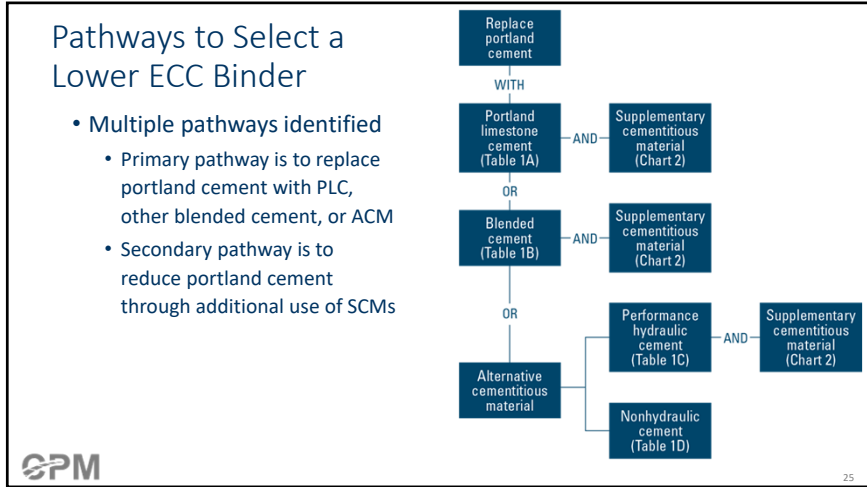 Pathways to Select a
Lower ECC Binder
• Multiple pathways identified
• Primary pathway is to replace
portland cement with PLC,
other blended cement, or ACM
• Secondary pathway is to
reduce portland cement
through additional use of SCMs
Replace
portland
cement
WITH
Portland
limestone
cement
(Table 1A)
AND
Supplementary
cementitious
material
(Chart 2)
OR
Blended
cement
(Table 1B)
AND
Supplementary
cementitious
material
(Chart 2)
OR
Alternative
cementitious
material
Performance
hydraulic
cement
(Table 1C)
AND
Supplementary
cementitious
material
(Chart 2)
Nonhydraulic
cement
(Table 1D)
CPM
25